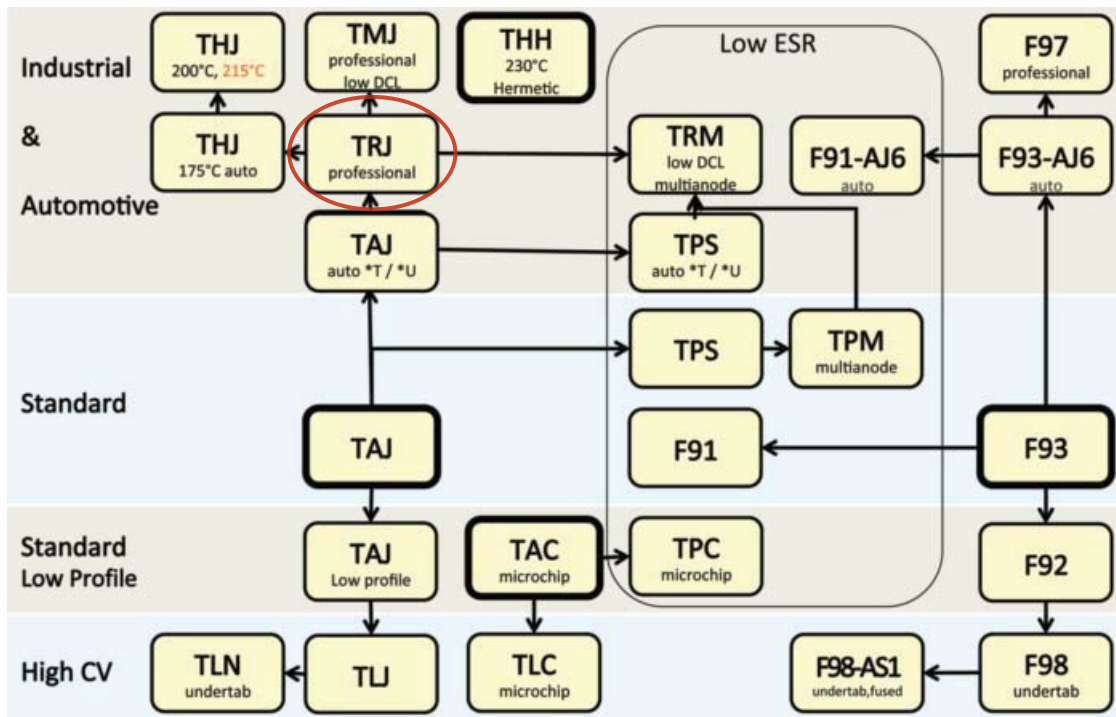 Industrial
&
Automotive
THJ
200°C, 215°C
TMJ
professional
low DCL
THH
230°C
Hermetic
Low ESR
F97
professional
THJ
175°C auto
TRJ
professional
TRM
low DCL
multianode
F91-AJ6
auto
F93-AJ6
auto
TAJ
auto *T / *U
TPS
auto *T / *U
Standard
TPS
TPM
multianode
TAJ
F91
F93
Standard
Low Profile
TAJ
Low profile
TAC
microchip
TPC
microchip
F92
High CV
TLN
undertab
TLJ
TLC
microchip
F98-AS1
undertab,fused
F98
undertab